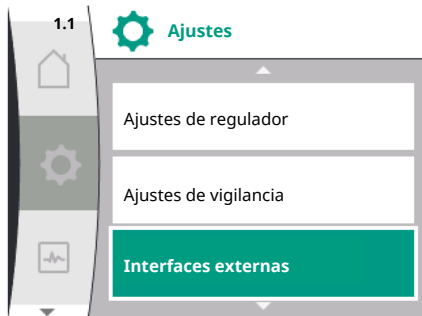 1.1
Ajustes
Ajustes de regulador
Ajustes de vigilancia
Interfaces externas